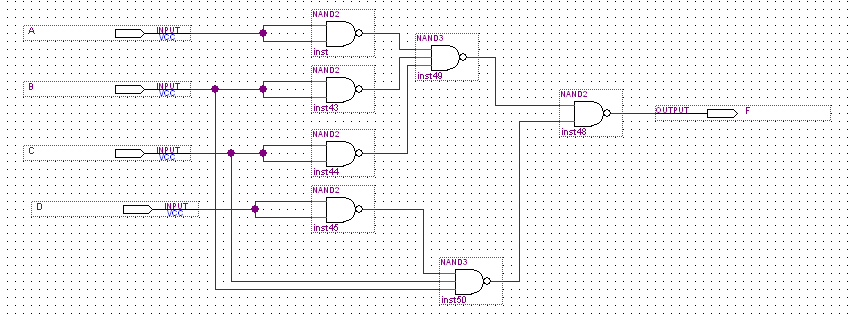 NAND2
A
INPUT
VCC
inst
NAND3
inst49
NAND2
B
INPUT
VCC
inst43
NAND2
inst48
OUTPUT
F
NAND2
C
INPUT
VCC
inst44
NAND2
D
INPUT
VCC
inst45
NAND3
inst50